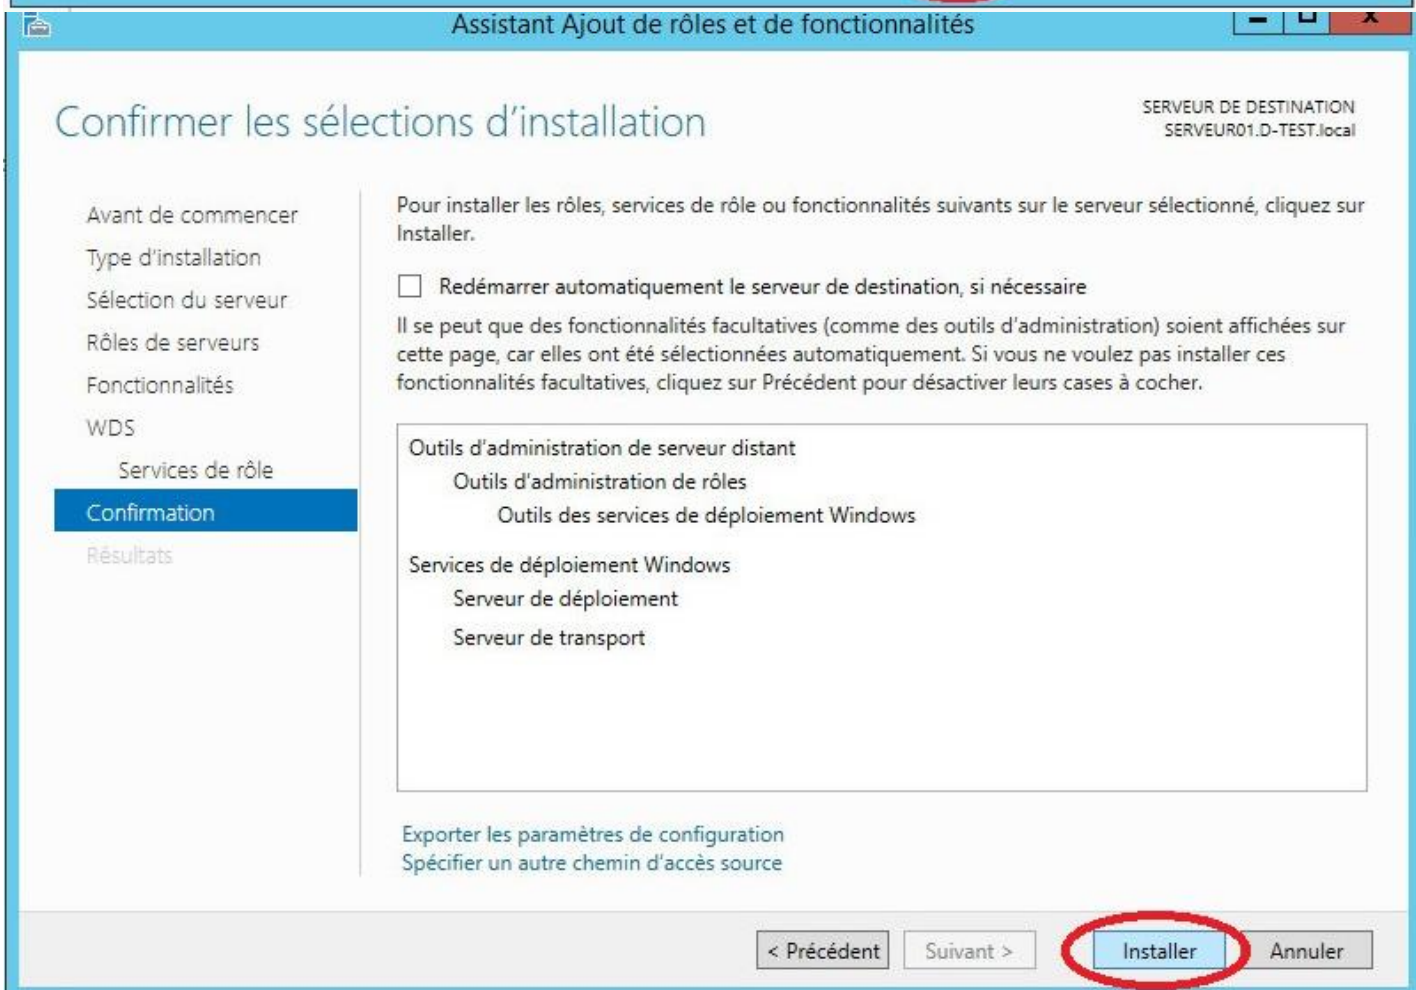 Assistant Ajout de rôles et de fonctionnalités
Confirmer les sélections d'installation
SERVEUR DE DESTINATION
SERVEUR01.D-TEST.local
Avant de commencer
Type d'installation
Sélection du serveur
Rôles de serveurs
Fonctionnalités
WDS
Services de rôle
Confirmation
Résultats
Pour installer les rôles, services de rôle ou fonctionnalités suivants sur le serveur sélectionné, cliquez sur
Installer.
Redémarrer automatiquement le serveur de destination, si nécessaire
Il se peut que des fonctionnalités facultatives (comme des outils d'administration) soient affichées sur
cette page, car elles ont été sélectionnées automatiquement. Si vous ne voulez pas installer ces
fonctionnalités facultatives, cliquez sur Précédent pour désactiver leurs cases à cocher.
Outils d'administration de serveur distant
Outils d'administration de rôles
Outils des services de déploiement Windows
Services de déploiement Windows
Serveur de déploiement
Serveur de transport
Exporter les paramètres de configuration
Spécifier un autre chemin d'accès source
< Précédent Suivant > Installer Annuler